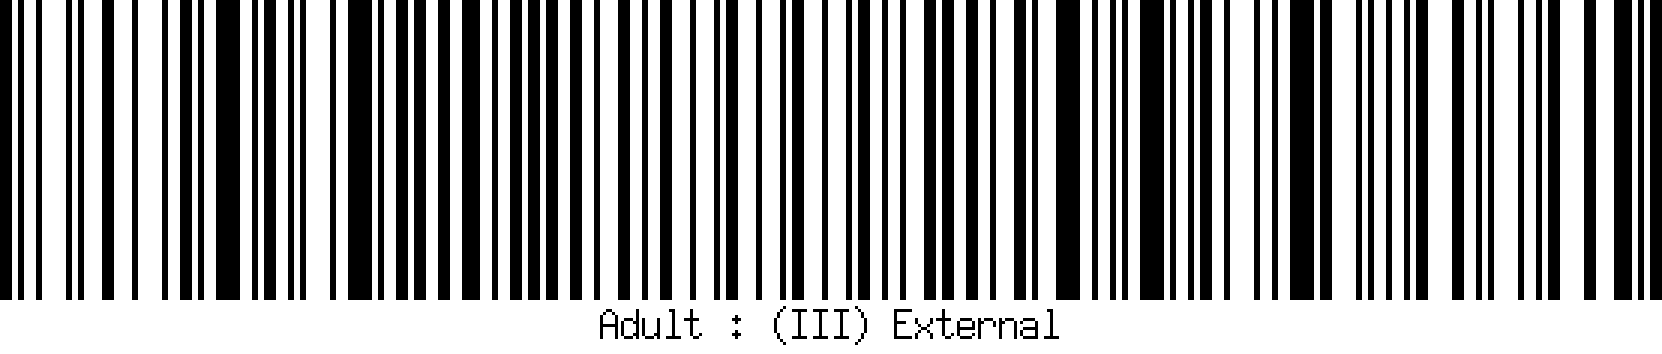 Adult : (III) External